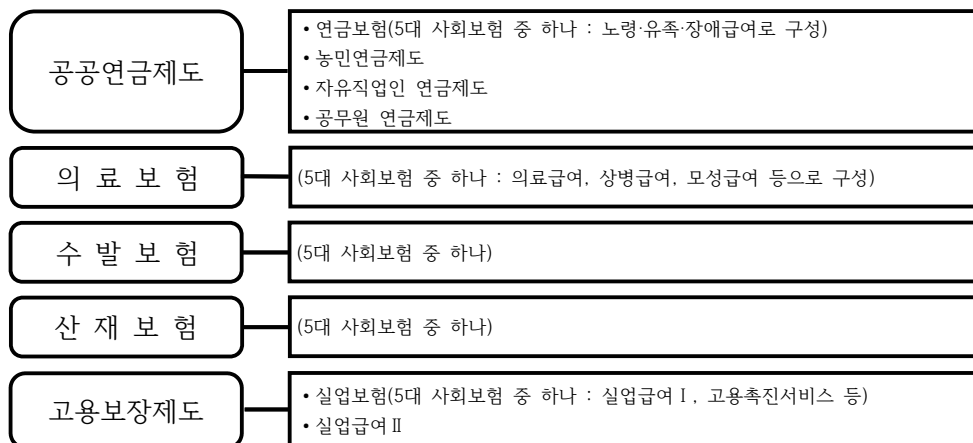 공공연금제도
• 연금보험(5대 사회보험 중 하나 : 노령·유족·장애급여로 구성)
• 농민연금제도
• 자유직업인 연금제도
• 공무원 연금제도
의 료 보 험
(5대 사회보험 중 하나 : 의료급여, 상병급여, 모성급여 등으로 구성)
수 발 보 험
(5대 사회보험 중 하나)
산 재 보 험
(5대 사회보험 중 하나)
고용보장제도
• 실업보험(5대 사회보험 중 하나 : 실업급여Ⅰ, 고용촉진서비스 등)
• 실업급여Ⅱ